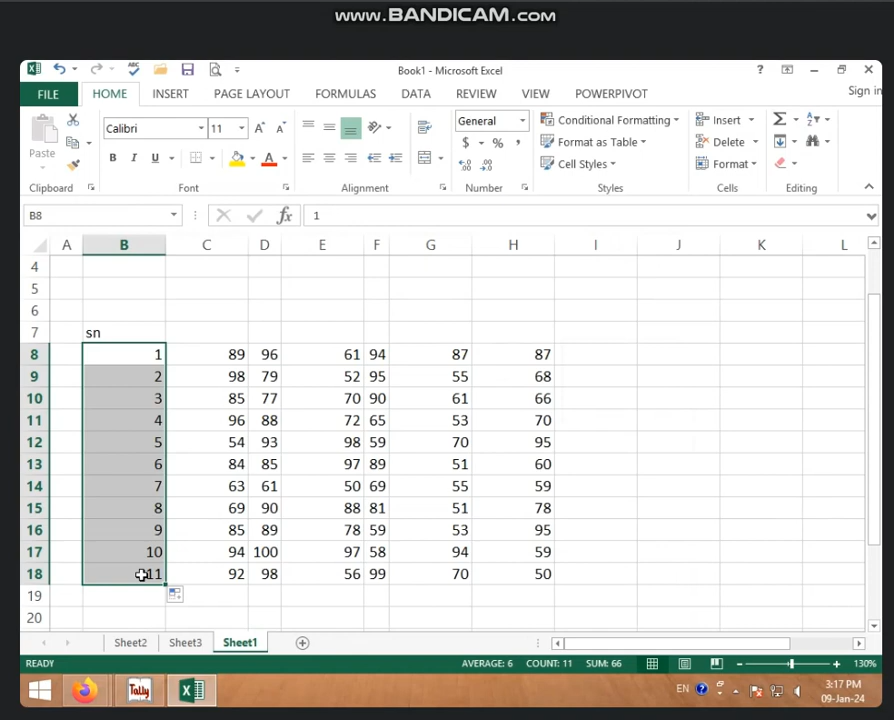 www.BANDICAM.com
Book1 - Microsoft Excel
FILE HOME INSERT PAGE LAYOUT FORMULAS DATA REVIEW VIEW POWERPIVOT Sign in
Calibri 11 General Conditional Formatting Insert
Paste B I U $ % , Format as Table Delete
Cell Styles Format
Clipboard Font Alignment Number Styles Cells Editing
B8 fx 1
A B C D E F G H I J K L
4
5
6
7 sn
8 1 89 96 61 94 87 87
9 2 98 79 52 95 55 68
10 3 85 77 70 90 61 66
11 4 96 88 72 65 53 70
12 5 54 93 98 59 70 95
13 6 84 85 97 89 51 60
14 7 63 61 50 69 55 59
15 8 69 90 88 81 51 78
16 9 85 89 78 59 53 95
17 10 94 100 97 58 94 59
18 11 92 98 56 99 70 50
19
20
Sheet2 Sheet3 Sheet1
READY AVERAGE: 6 COUNT: 11 SUM: 66 130%
Tally EN 3:17 PM
09-Jan-24